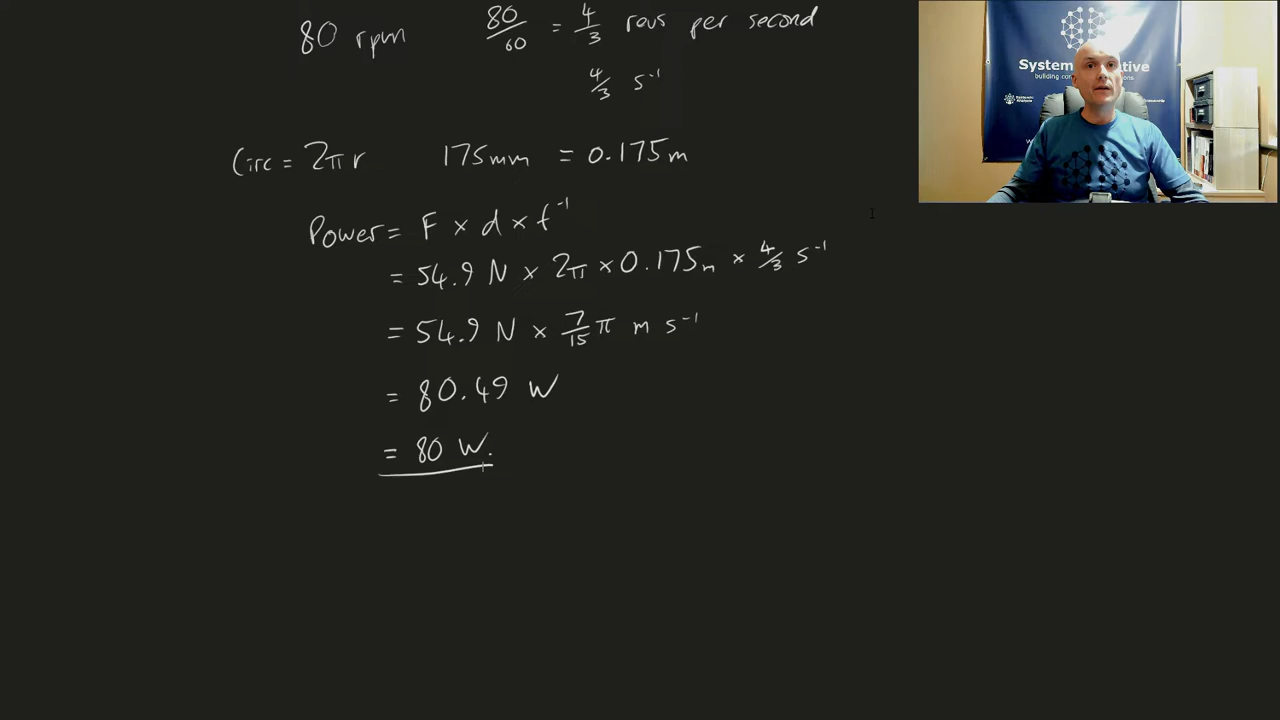 80 rpm 80/60 = 4/3 revs per second
4/3 s⁻¹
Circ = 2πr 175mm = 0.175m
Power = F × d × t⁻¹
= 54.9 N × 2π × 0.175m × 4/3 s⁻¹
= 54.9 N × 7/15 π m s⁻¹
= 80.49 W
= 80 W.